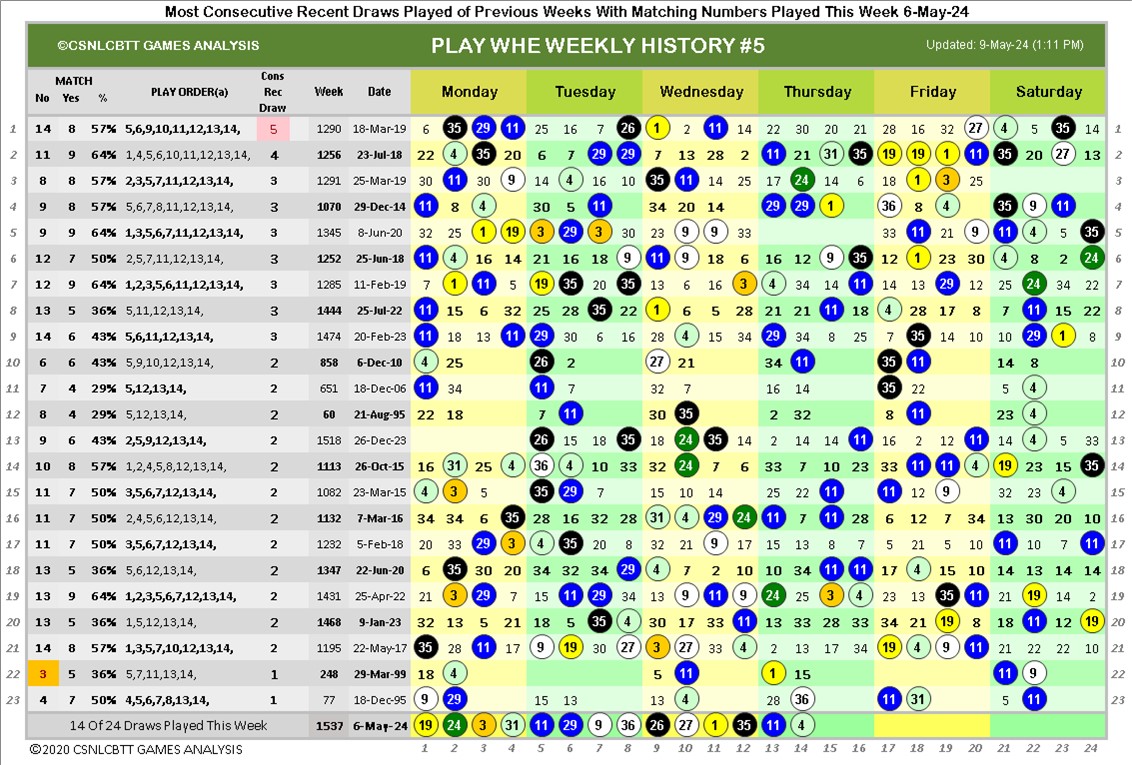 Most Consecutive Recent Draws Played of Previous Weeks With Matching Numbers Played This Week 6-May-24
©CSNLCBTT GAMES ANALYSIS PLAY WHE WEEKLY HISTORY #5 Updated: 9-May-24 (1:11 PM)
MATCH Cons
No Yes % PLAY ORDER(a) Rec Draw Week Date Monday Tuesday Wednesday Thursday Friday Saturday
1 14 8 57% 5,6,9,10,11,12,13,14, 5 1290 18-Mar-19 6 35 29 11 25 16 7 26 1 2 11 14 22 30 20 21 28 16 32 27 4 5 35 14 1
2 11 9 64% 1,4,5,6,10,11,12,13,14, 4 1256 23-Jul-18 22 4 35 20 6 7 29 29 7 13 28 2 11 21 31 35 19 19 1 11 35 20 27 13 2
3 8 8 57% 2,3,5,7,11,12,13,14, 3 1291 25-Mar-19 30 11 30 9 14 4 16 10 35 11 14 25 17 24 14 6 18 1 3 25 3
4 9 8 57% 5,6,7,8,11,12,13,14, 3 1070 29-Dec-14 11 8 4 30 5 11 34 20 14 29 29 1 36 8 4 35 9 11 4
5 9 9 64% 1,3,5,6,7,11,12,13,14, 3 1345 8-Jun-20 32 25 1 19 3 29 3 30 23 9 9 33 33 11 20 9 11 4 5 35 5
6 12 7 50% 2,5,7,11,12,13,14, 3 1252 25-Jun-18 11 4 16 14 21 16 18 9 11 9 18 6 16 12 9 35 12 1 23 30 4 8 2 24 6
7 12 9 64% 1,2,3,5,6,11,12,13,14, 3 1285 11-Feb-19 7 1 11 5 19 35 20 35 13 6 16 3 4 34 14 11 14 13 29 12 25 24 34 22 7
8 13 5 36% 5,11,12,13,14, 3 1444 25-Jul-22 11 15 6 32 25 28 35 22 1 6 5 28 21 21 11 18 4 28 17 8 7 11 15 22 8
9 14 6 43% 5,6,11,12,13,14, 3 1474 20-Feb-23 11 18 13 11 29 5 30 28 4 15 34 29 34 8 25 7 35 14 10 10 29 1 9 9
10 6 6 43% 5,9,10,12,13,14, 2 858 6-Dec-10 4 25 26 2 27 21 34 11 35 11 14 8 10
11 7 4 29% 5,12,13,14, 2 651 18-Dec-06 11 34 11 7 32 7 16 14 35 22 5 4 11
12 8 4 29% 5,12,13,14, 2 60 21-Aug-95 22 18 7 11 30 35 2 32 8 11 23 4 12
13 9 6 43% 2,5,9,12,13,14, 2 1518 26-Dec-23 26 15 18 35 18 24 35 14 2 14 14 11 16 2 12 11 14 4 5 33 13
14 10 8 57% 1,2,4,5,8,12,13,14, 2 1113 26-Oct-15 16 31 25 4 36 4 10 33 32 24 7 6 33 7 10 23 33 11 11 4 19 23 15 35 14
15 11 7 50% 3,5,6,7,12,13,14, 2 1082 23-Mar-15 4 3 5 35 29 7 15 10 14 25 22 11 11 12 9 32 23 4 15
16 11 7 50% 2,4,5,6,12,13,14, 2 1132 7-Mar-16 34 34 6 35 28 16 32 28 31 4 29 24 11 7 11 28 6 12 7 34 13 30 20 10 16
17 11 7 50% 3,5,6,7,12,13,14, 2 1232 5-Feb-18 20 33 29 3 4 35 20 8 32 21 9 17 15 13 8 7 5 21 5 10 11 10 7 11 17
18 13 5 36% 5,6,12,13,14, 2 1347 22-Jun-20 6 35 30 20 34 32 34 29 4 7 2 10 10 34 11 11 17 4 15 10 14 13 14 14 18
19 13 9 64% 1,2,3,5,6,7,12,13,14, 2 1431 25-Apr-22 21 3 29 7 15 11 29 34 13 9 11 9 24 25 3 4 23 13 35 11 21 19 14 2 19
20 13 5 36% 1,5,12,13,14, 2 1468 9-Jan-23 32 13 5 21 18 7 35 4 30 17 33 11 13 33 28 33 34 21 19 8 18 11 12 19 20
21 14 8 57% 1,3,5,7,10,12,13,14, 2 1195 22-May-17 35 28 11 17 9 19 30 27 3 27 33 4 2 13 17 34 19 4 9 11 21 22 22 10 21
22 3 5 36% 5,7,11,13,14, 1 248 29-Mar-99 18 4 5 11 1 15 11 9 22
23 4 7 50% 4,5,6,7,8,13,14, 1 77 18-Dec-95 9 29 15 13 13 4 28 36 11 31 5 11 23
14 Of 24 Draws Played This Week 1537 6-May-24 19 24 3 31 11 29 9 36 26 27 1 35 11 4
©2020 CSNLCBTT GAMES ANALYSIS 1 2 3 4 5 6 7 8 9 10 11 12 13 14 15 16 17 18 19 20 21 22 23 24